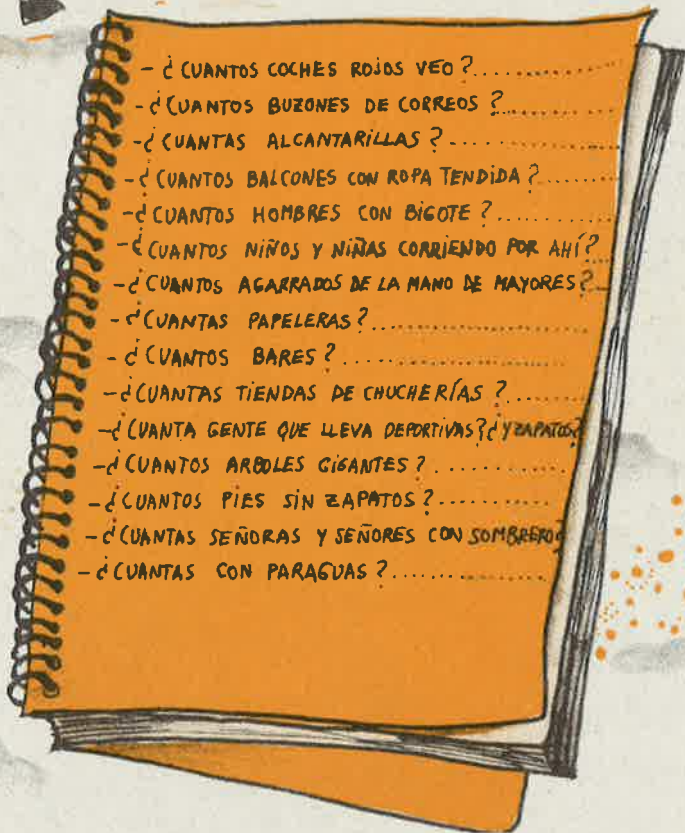 - ¿CUANTOS COCHES ROJOS VEO?............
- ¿CUANTOS BUZONES DE CORREOS?............
- ¿CUANTAS ALCANTARILLAS?............
- ¿CUANTOS BALCONES CON ROPA TENDIDA?.........
- ¿CUANTOS HOMBRES CON BIGOTE?............
- ¿CUANTOS NIÑOS Y NIÑAS CORRIENDO POR AHÍ?
- ¿CUANTOS AGARRADOS DE LA MANO DE MAYORES?..
- ¿CUANTAS PAPELERAS?............
- ¿CUANTOS BARES?............
- ¿CUANTAS TIENDAS DE CHUCHERÍAS?............
- ¿CUANTA GENTE QUE LLEVA DEPORTIVAS? ¿Y ZAPATOS?
- ¿CUANTOS ARBOLES GIGANTES?............
- ¿CUANTOS PIES SIN ZAPATOS?............
- ¿CUANTAS SEÑORAS Y SEÑORES CON SOMBRERO?
- ¿CUANTAS CON PARAGUAS?............